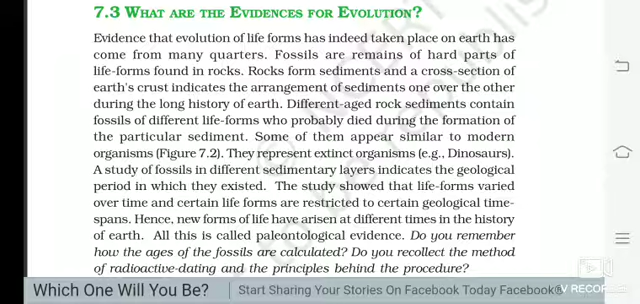 7.3 WHAT ARE THE EVIDENCES FOR EVOLUTION?
Evidence that evolution of life forms has indeed taken place on earth has
come from many quarters. Fossils are remains of hard parts of
life-forms found in rocks. Rocks form sediments and a cross-section of
earth's crust indicates the arrangement of sediments one over the other
during the long history of earth. Different-aged rock sediments contain
fossils of different life-forms who probably died during the formation of
the particular sediment. Some of them appear similar to modern
organisms (Figure 7.2). They represent extinct organisms (e.g., Dinosaurs).
A study of fossils in different sedimentary layers indicates the geological
period in which they existed. The study showed that life-forms varied
over time and certain life forms are restricted to certain geological time-
spans. Hence, new forms of life have arisen at different times in the history
of earth. All this is called paleontological evidence. Do you remember
how the ages of the fossils are calculated? Do you recollect the method
of radioactive-dating and the principles behind the procedure?
Which One Will You Be? Start Sharing Your Stories On Facebook Today Facebook®